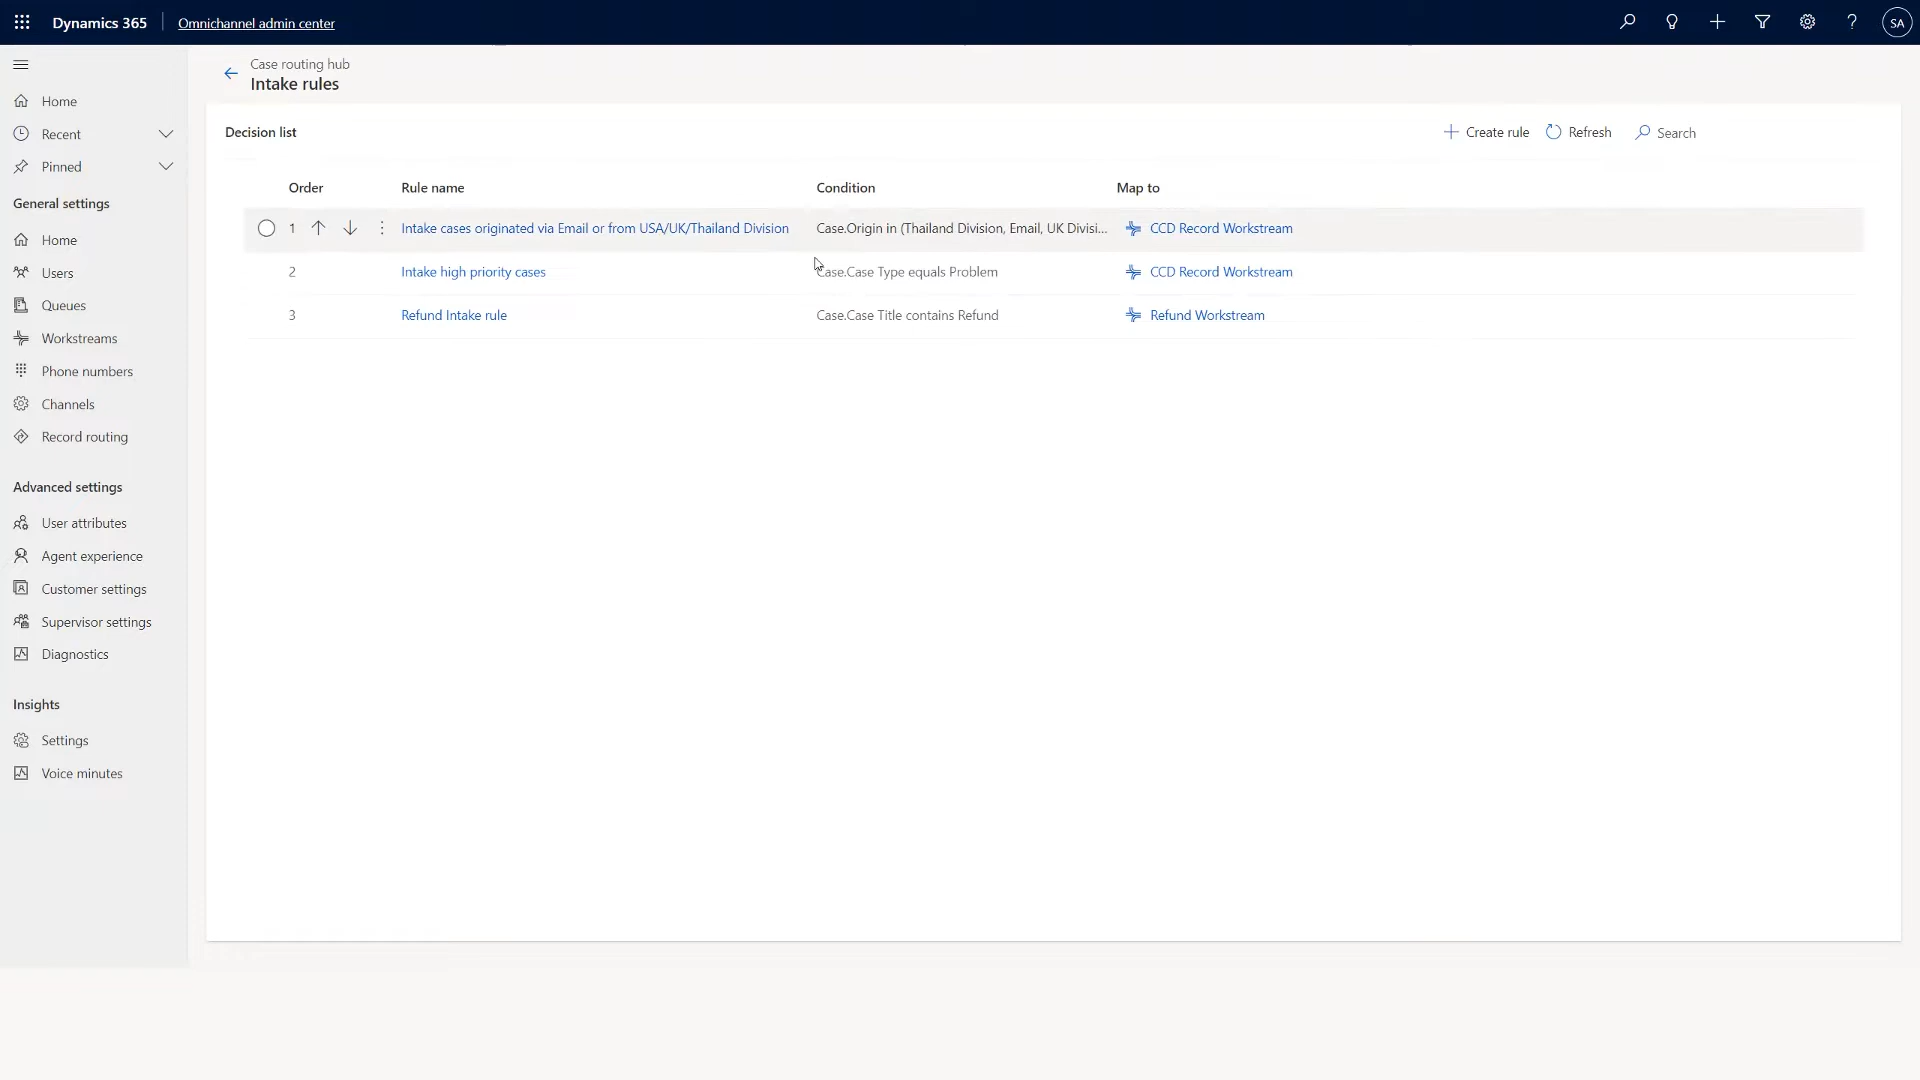 Dynamics 365
Omnichannel admin center
SA
Case routing hub
Intake rules
Home
Recent
Pinned
General settings
Home
Users
Queues
Workstreams
Phone numbers
Channels
Record routing
Advanced settings
User attributes
Agent experience
Customer settings
Supervisor settings
Diagnostics
Insights
Settings
Voice minutes
Decision list
Create rule
Refresh
Search
Order Rule name Condition Map to
1 Intake cases originated via Email or from USA/UK/Thailand Division Case.Origin in (Thailand Division, Email, UK Divisi... CCD Record Workstream
2 Intake high priority cases Case.Case Type equals Problem CCD Record Workstream
3 Refund Intake rule Case.Case Title contains Refund Refund Workstream